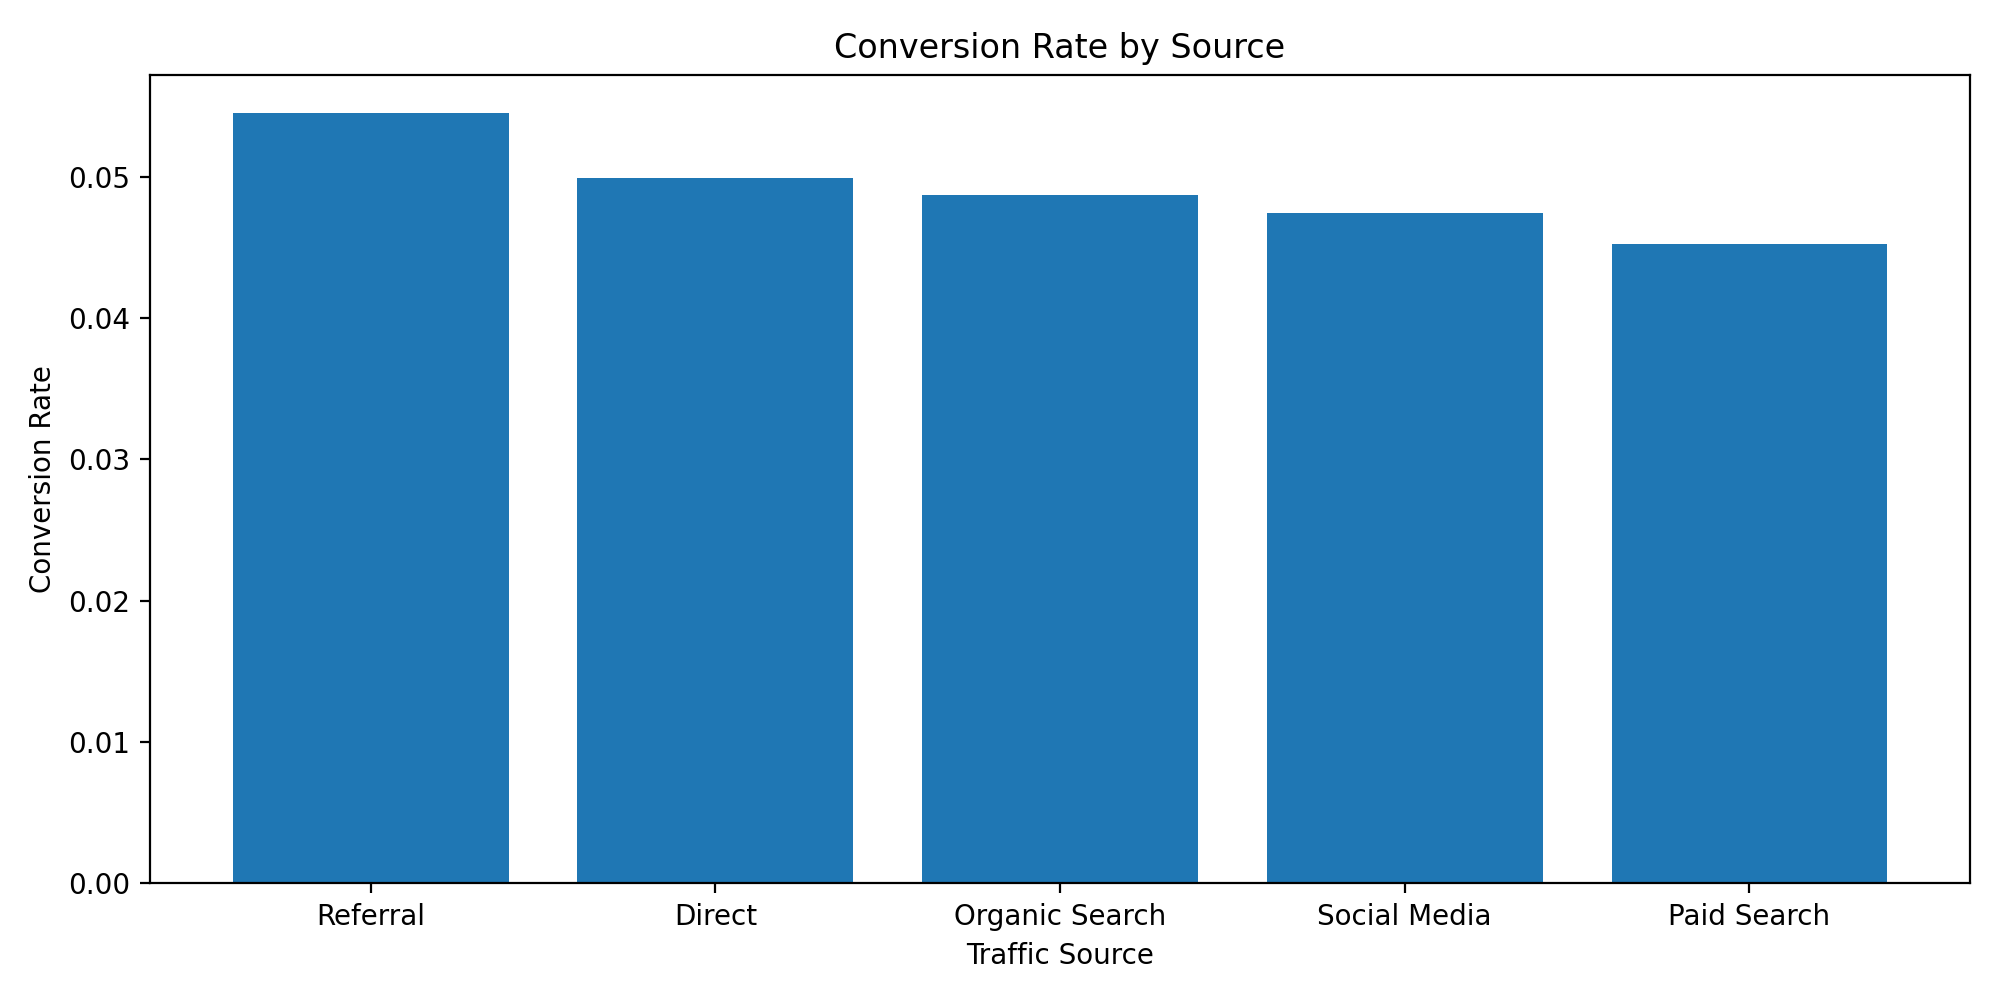 Conversion Rate by Source
Conversion Rate
0.05
0.04
0.03
0.02
0.01
0.00
Referral
Direct
Organic Search
Social Media
Paid Search
Traffic Source